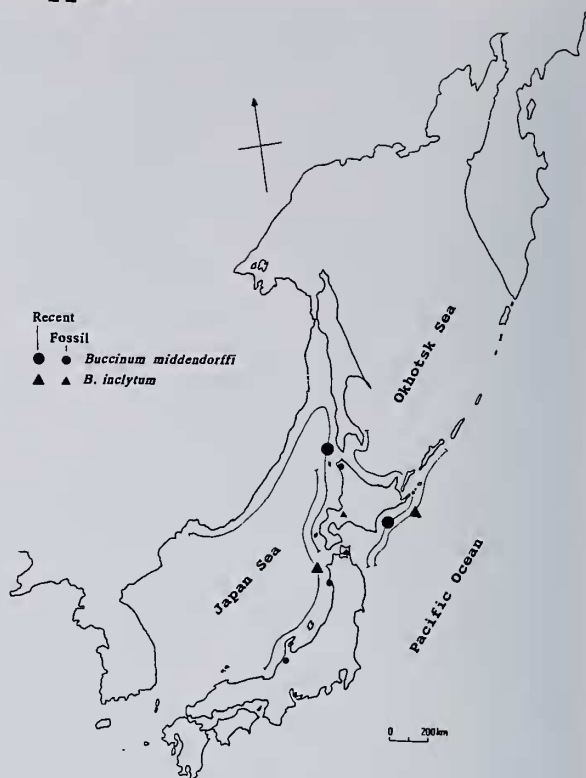 Recent
Fossil
Buccinum middendorffi
B. inclytum
Okhotsk Sea
Japan Sea
Pacific Ocean
0 200km